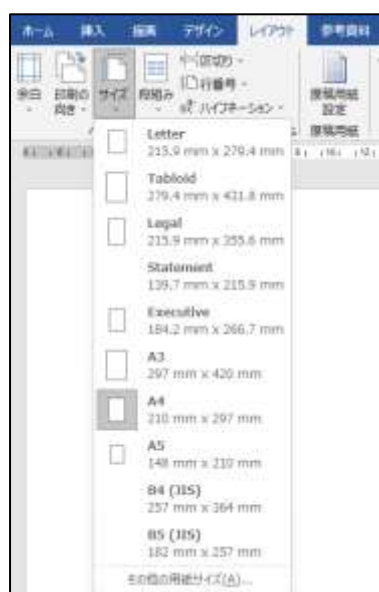 ホーム 挿入 描画 デザイン レイアウト 参考資料
余白 印刷の向き サイズ 段組み 区切り 行番号 ハイフネーション 原稿用紙設定
原稿用紙
Letter
215.9 mm x 279.4 mm
Tabloid
279.4 mm x 431.8 mm
Legal
215.9 mm x 355.6 mm
Statement
139.7 mm x 215.9 mm
Executive
184.2 mm x 266.7 mm
A3
297 mm x 420 mm
A4
210 mm x 297 mm
A5
148 mm x 210 mm
B4 (JIS)
257 mm x 364 mm
B5 (JIS)
182 mm x 257 mm
その他の用紙サイズ(A)...